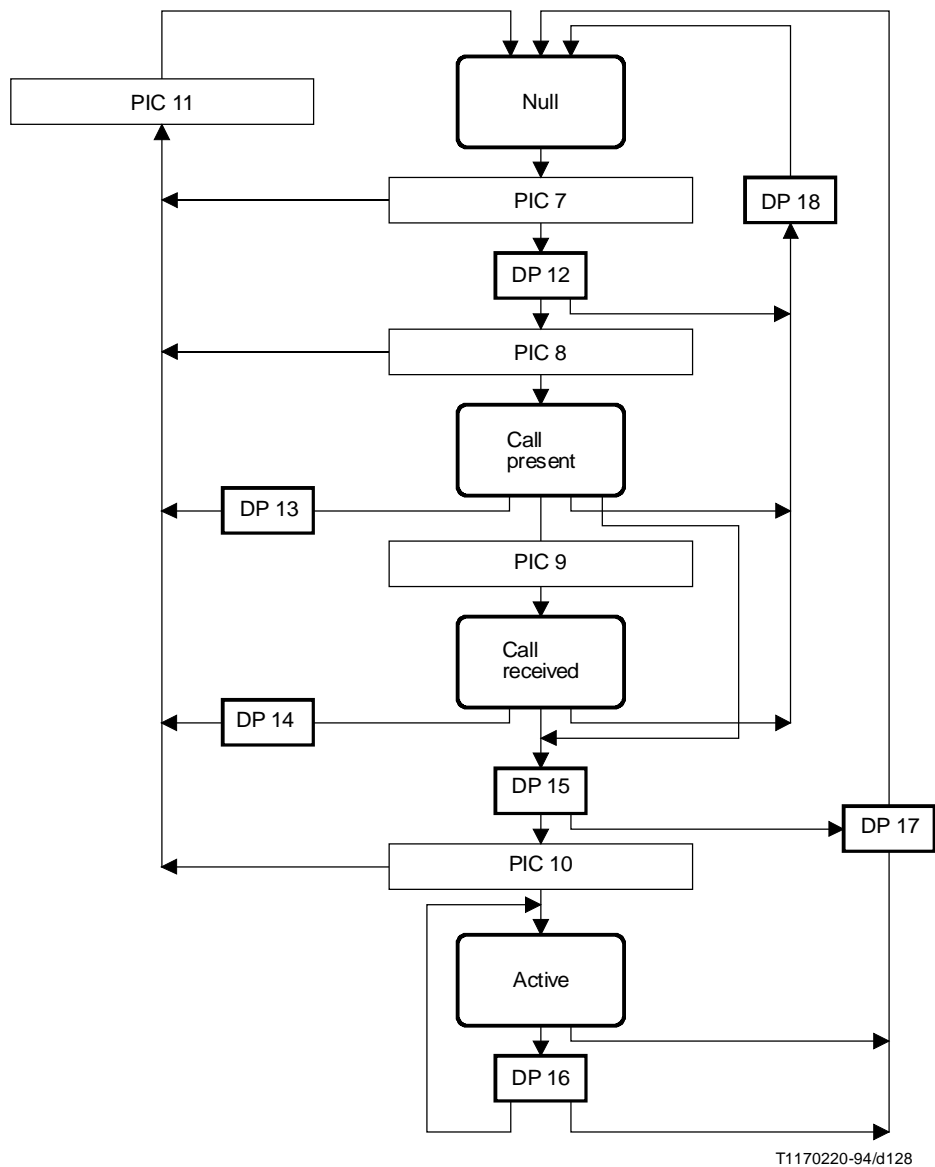 PIC 11
Null
PIC 7
DP 18
DP 12
PIC 8
Call
present
DP 13
PIC 9
Call
received
DP 14
DP 15
DP 17
PIC 10
Active
DP 16
T1170220-94/d128